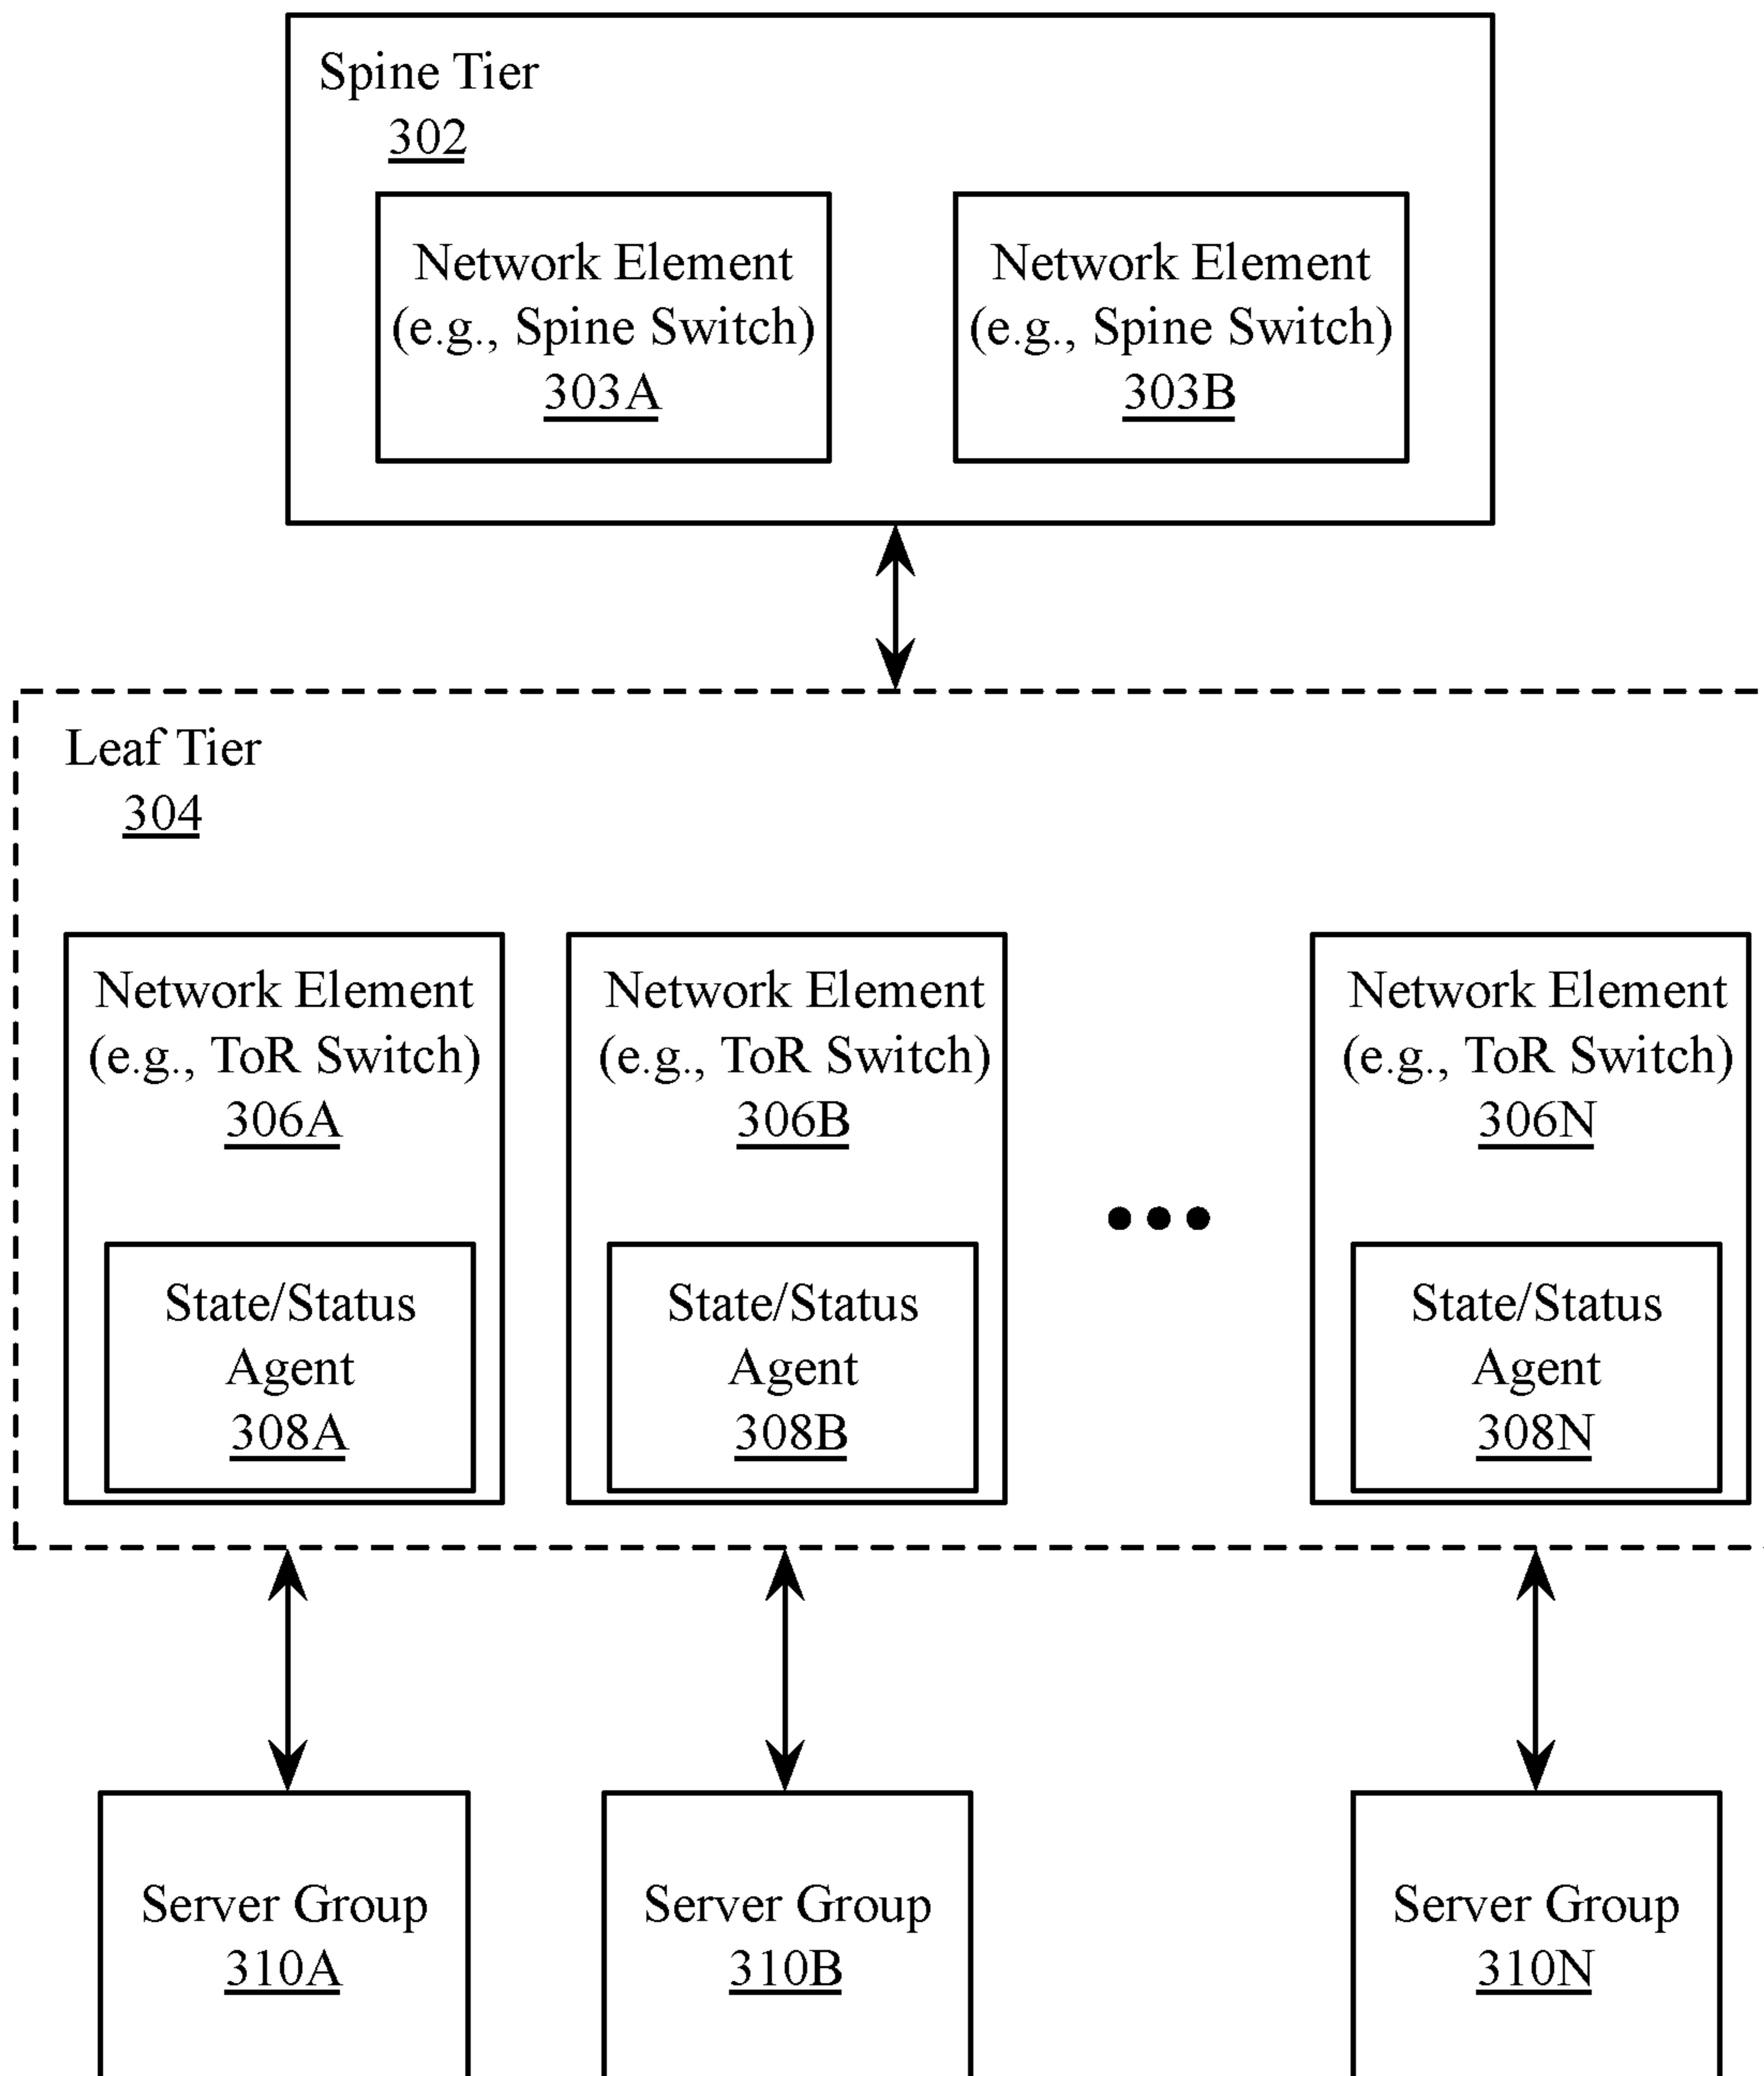 Spine Tier
302
Network Element
(e.g., Spine Switch)
303A
Network Element
(e.g., Spine Switch)
303B
Leaf Tier
304
Network Element
(e.g., ToR Switch)
306A
State/Status
Agent
308A
Network Element
(e.g., ToR Switch)
306B
State/Status
Agent
308B
Network Element
(e.g., ToR Switch)
306N
State/Status
Agent
308N
Server Group
310A
Server Group
310B
Server Group
310N